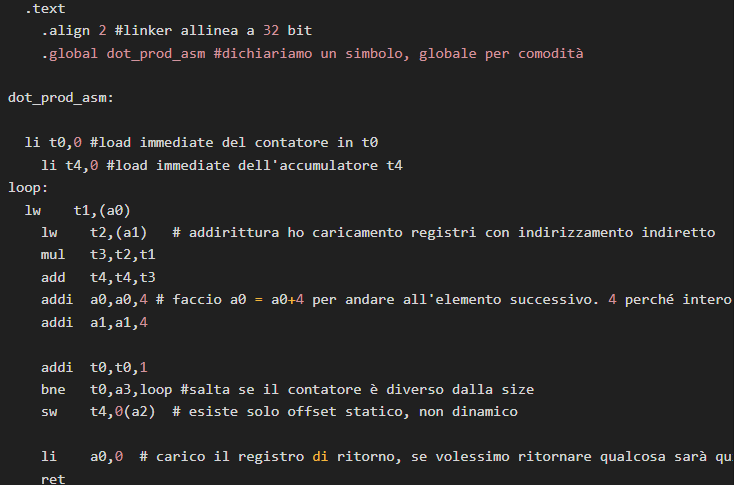 .text
.align 2 #linker allinea a 32 bit
.global dot_prod_asm #dichiariamo un simbolo, globale per comodità
dot_prod_asm:
li t0,0 #load immediate del contatore in t0
li t4,0 #load immediate dell'accumulatore t4
loop:
lw t1,(a0)
lw t2,(a1) # addirittura ho caricamento registri con indirizzamento indiretto
mul t3,t2,t1
add t4,t4,t3
addi a0,a0,4 # faccio a0 = a0+4 per andare all'elemento successivo. 4 perché intero
addi a1,a1,4
addi t0,t0,1
bne t0,a3,loop #salta se il contatore è diverso dalla size
sw t4,0(a2) # esiste solo offset statico, non dinamico
li a0,0 # carico il registro di ritorno, se volessimo ritornare qualcosa sarà qu
ret